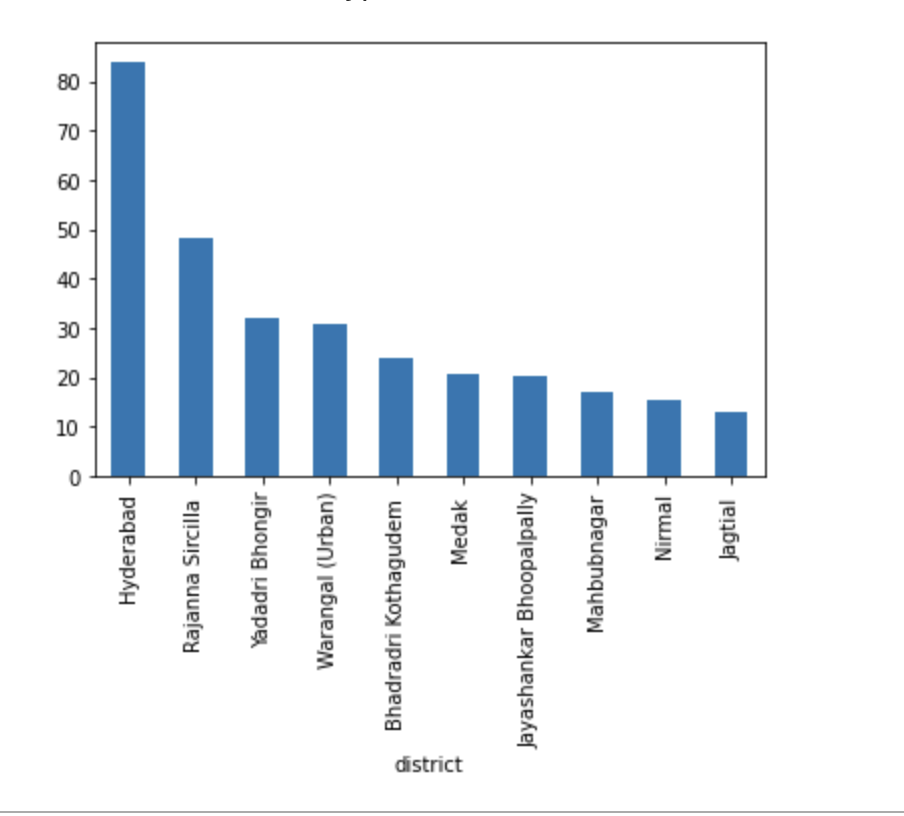 80
70
60
50
40
30
20
10
0
Hyderabad
Rajanna Sircilla
Yadadri Bhongir
Warangal (Urban)
Bhadradri Kothagudem
Medak
Jayashankar Bhoopalpally
Mahbubnagar
Nirmal
Jagtial
district